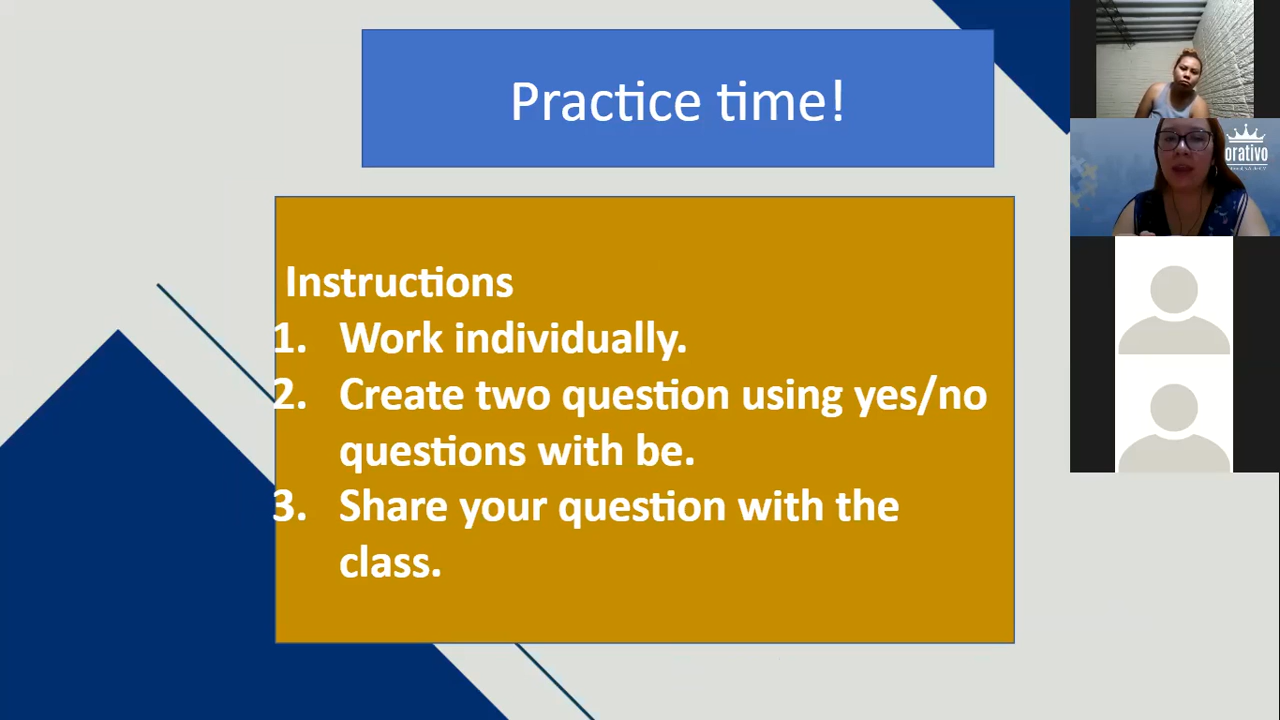 Practice time!
Instructions
1. Work individually.
2. Create two question using yes/no
questions with be.
3. Share your question with the
class.
orativo